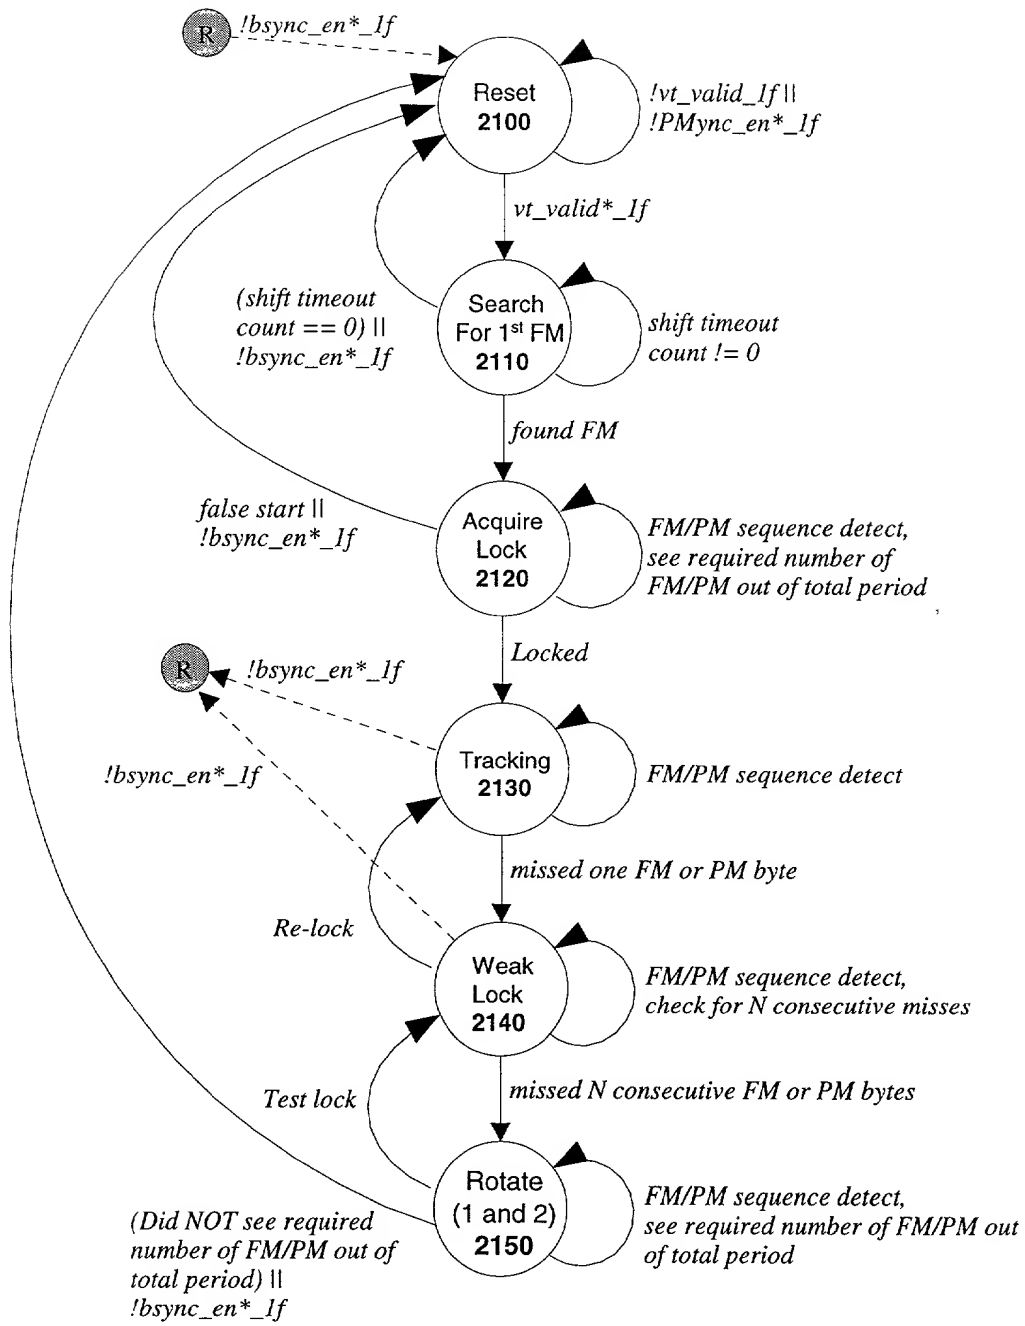 R
!bsync_en*_1f
Reset
2100
!vt_valid_1f ||
!PMync_en*_1f
vt_valid*_1f
(shift timeout
count == 0) ||
!bsync_en*_1f
Search
For 1st FM
2110
shift timeout
count != 0
found FM
false start ||
!bsync_en*_1f
Acquire
Lock
2120
FM/PM sequence detect,
see required number of
FM/PM out of total period
Locked
R
!bsync_en*_1f
Tracking
2130
FM/PM sequence detect
!bsync_en*_1f
missed one FM or PM byte
Re-lock
Weak
Lock
2140
FM/PM sequence detect,
check for N consecutive misses
Test lock
missed N consecutive FM or PM bytes
Rotate
(1 and 2)
2150
FM/PM sequence detect,
see required number of FM/PM out
of total period
(Did NOT see required
number of FM/PM out of
total period) ||
!bsync_en*_1f